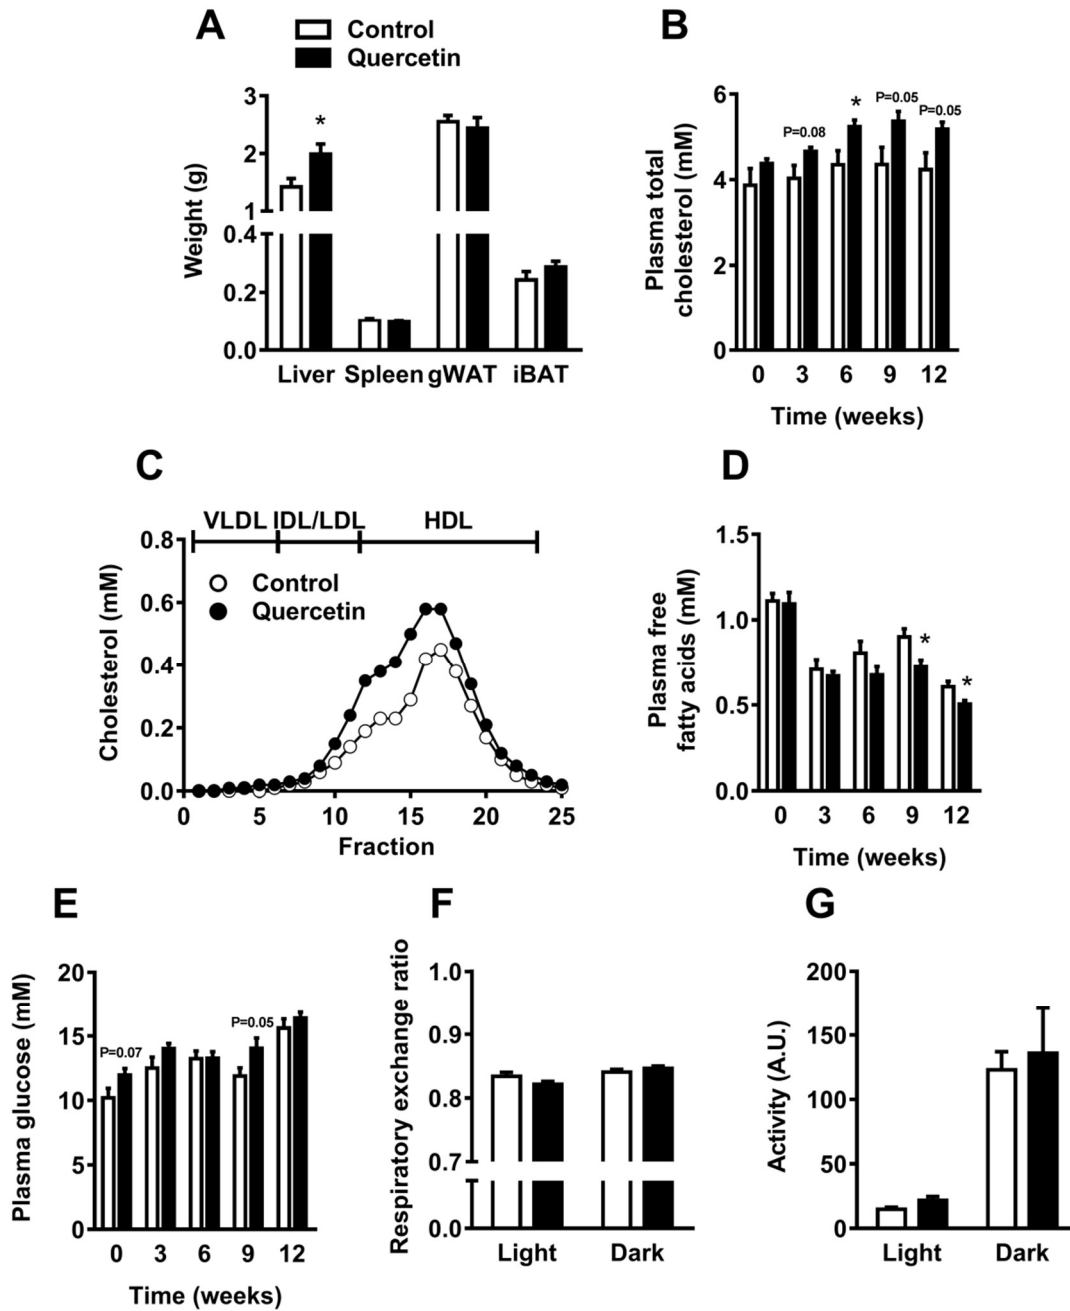 A
Control
Quercetin
Weight (g)
3
2
1
0.4
0.2
0.0
*
Liver Spleen gWAT iBAT
B
Plasma total
cholesterol (mM)
6
4
2
0
P=0.08
*
P=0.05
P=0.05
0 3 6 9 12
Time (weeks)
C
VLDL IDL/LDL HDL
Control
Quercetin
Cholesterol (mM)
0.8
0.6
0.4
0.2
0.0
0 5 10 15 20 25
Fraction
D
Plasma free
fatty acids (mM)
1.5
1.0
0.5
0.0
*
*
0 3 6 9 12
Time (weeks)
E
Plasma glucose (mM)
20
15
10
5
0
P=0.07
P=0.05
0 3 6 9 12
Time (weeks)
F
Respiratory exchange ratio
1.0
0.9
0.8
0.7
0.0
Light Dark
G
Activity (A.U.)
200
150
100
50
0
Light Dark